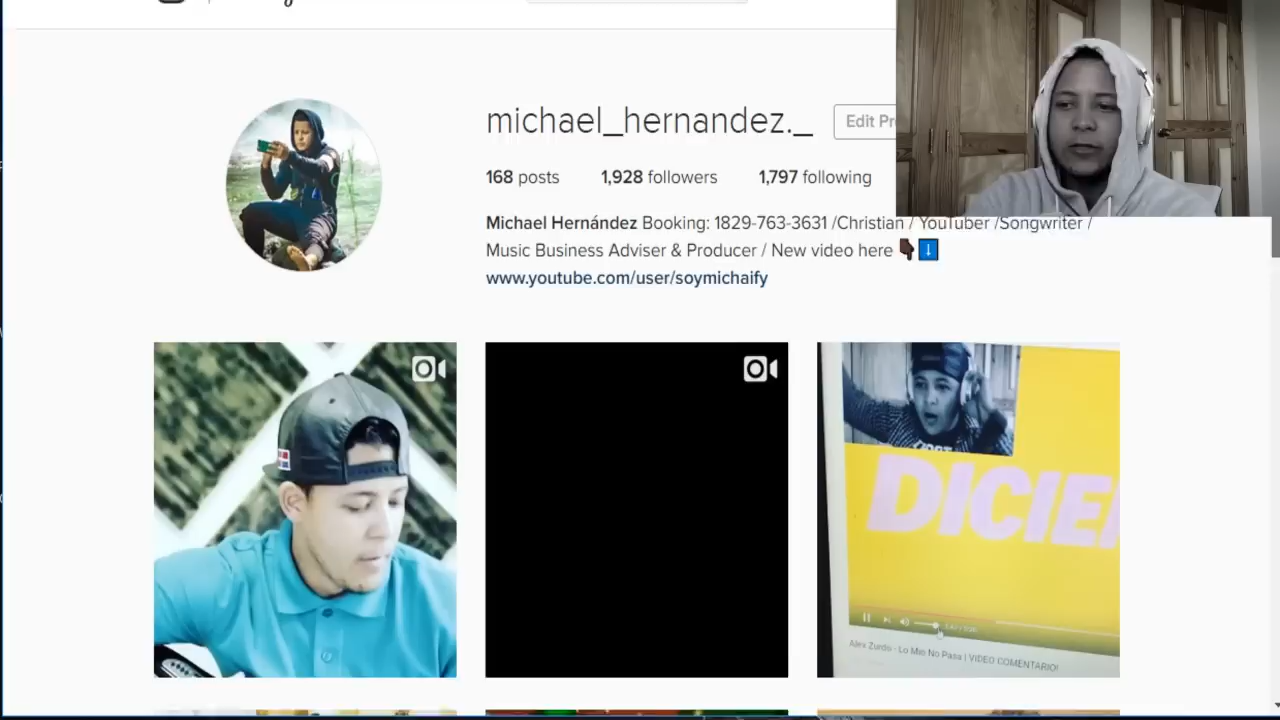 michael_hernandez._
Edit Pr
168 posts 1,928 followers 1,797 following
Michael Hernández Booking: 1829-763-3631 /Christian / YouTuber /Songwriter /
Music Business Adviser & Producer / New video here
www.youtube.com/user/soymichaify
DICIE
Alex Zurdo - Lo Mio No Pasa | VIDEO COMENTARIO!